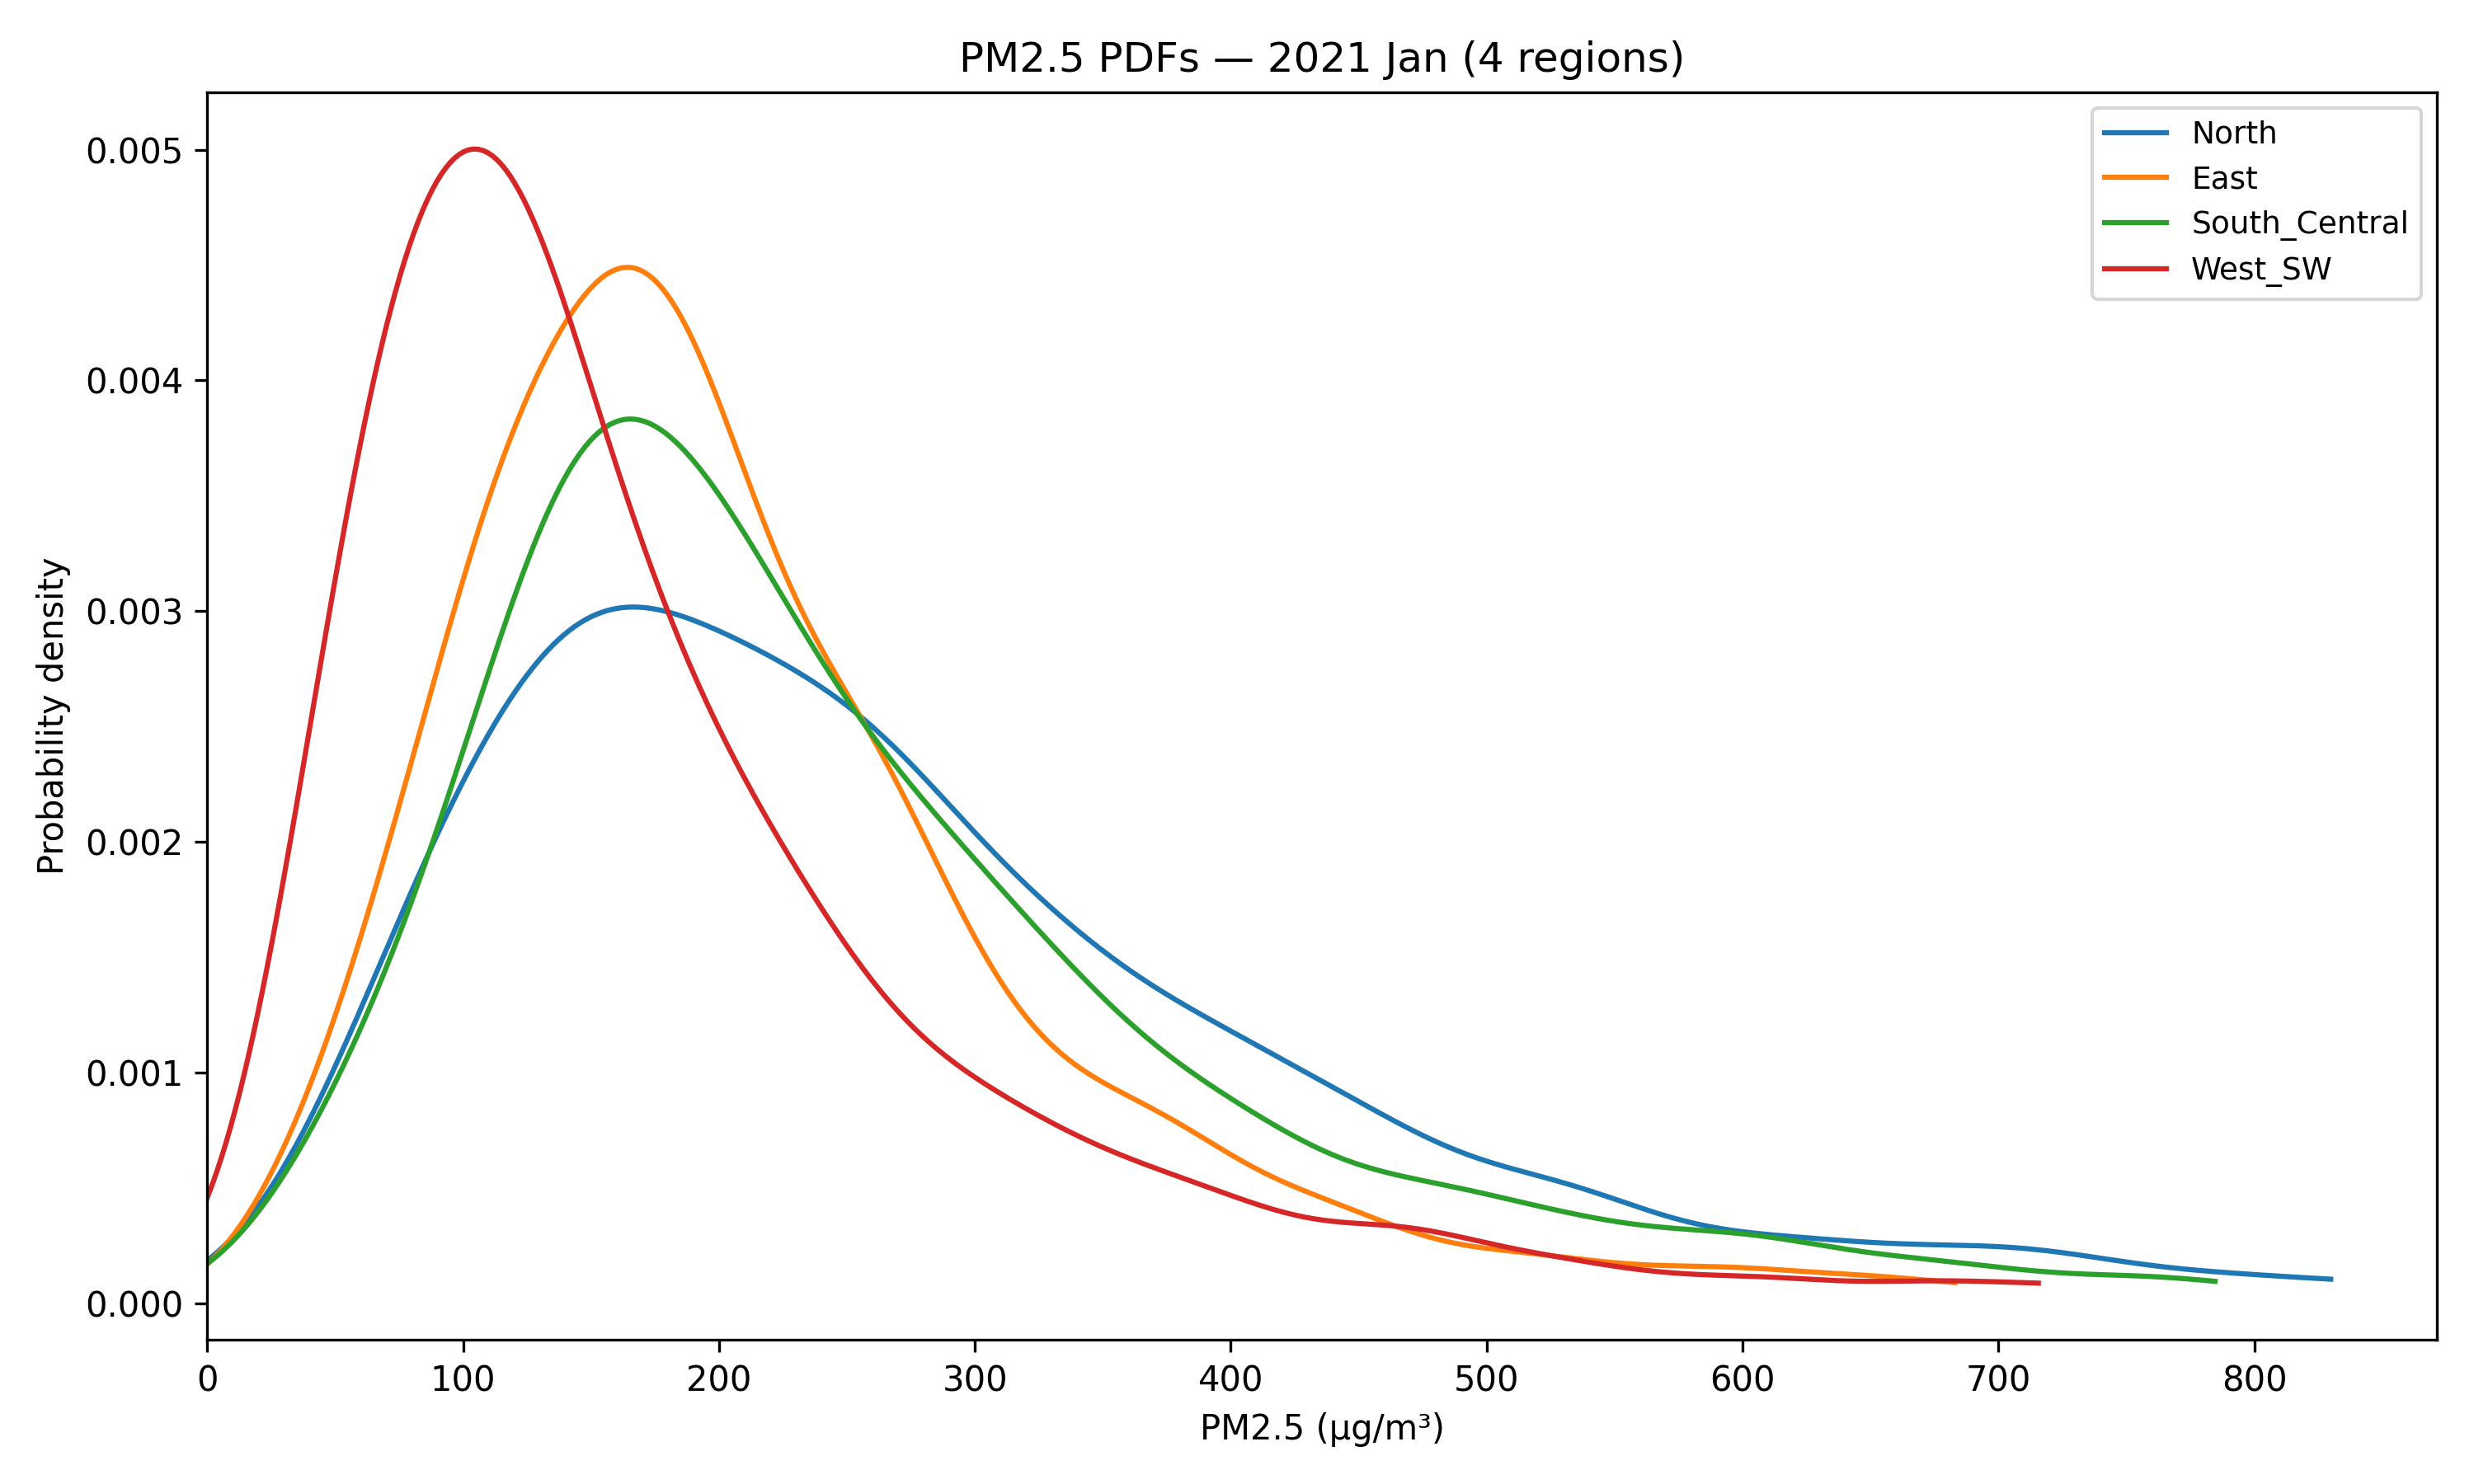 PM2.5 PDFs — 2021 Jan (4 regions)
North
East
South_Central
West_SW
Probability density
0.005
0.004
0.003
0.002
0.001
0.000
0 100 200 300 400 500 600 700 800
PM2.5 (μg/m³)